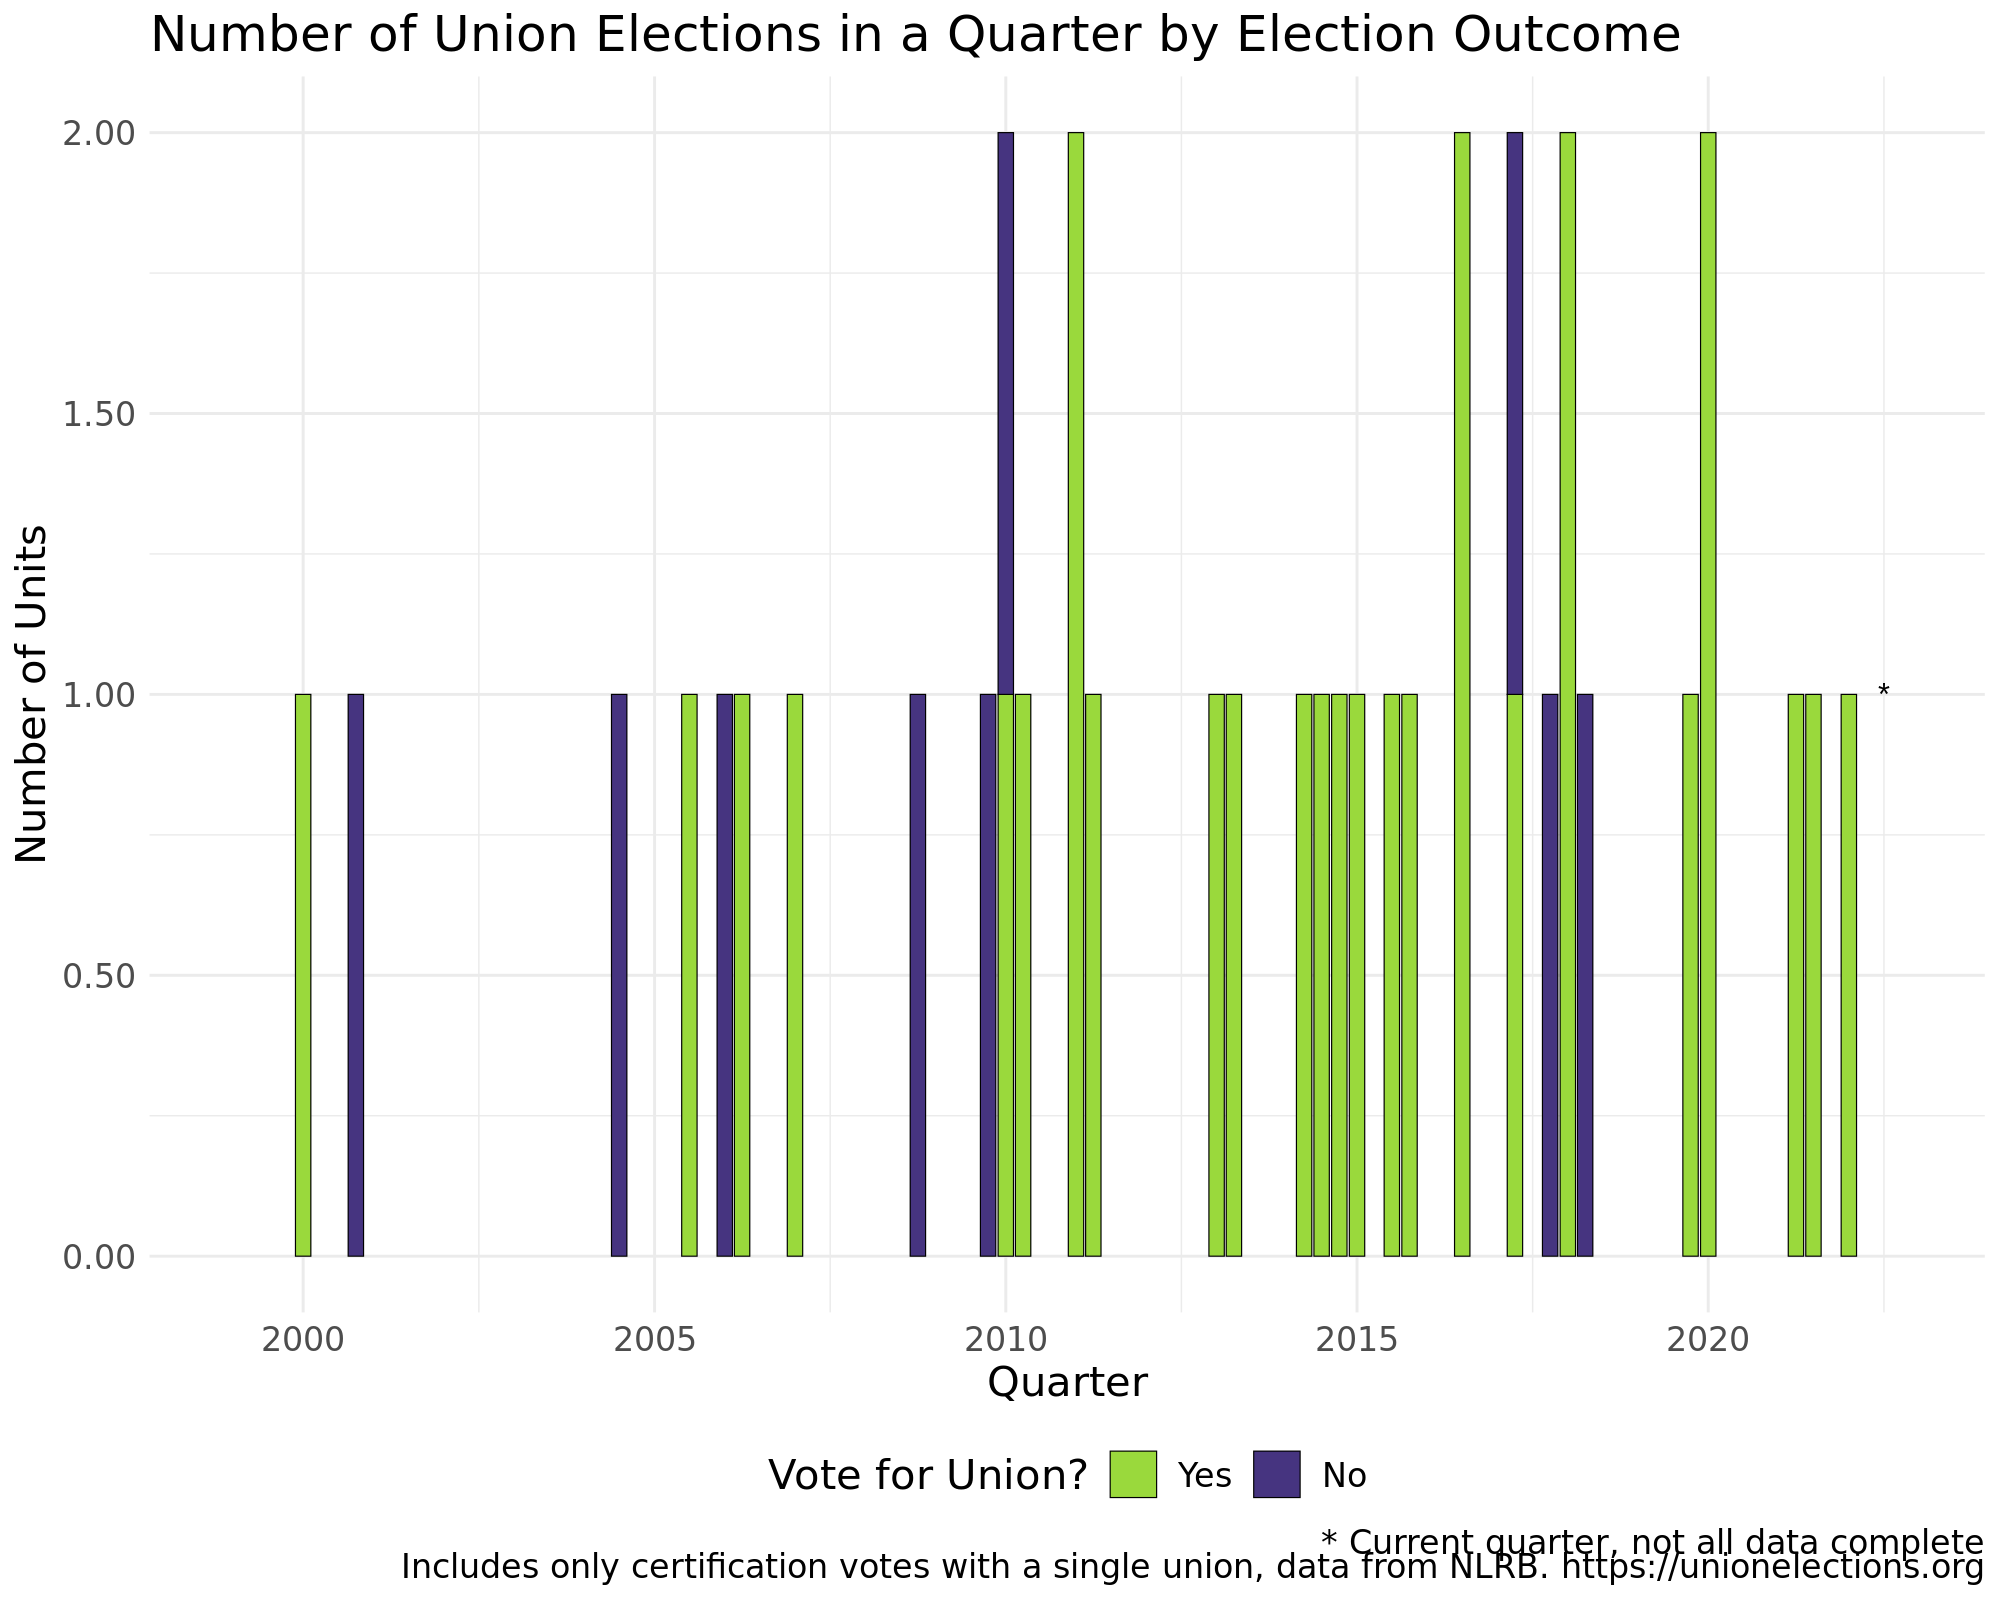 Number of Union Elections in a Quarter by Election Outcome
Number of Units
2.00
1.50
1.00
0.50
0.00
*
2000 2005 2010 2015 2020
Quarter
Vote for Union? Yes No
* Current quarter, not all data complete
Includes only certification votes with a single union, data from NLRB. https://unionelections.org